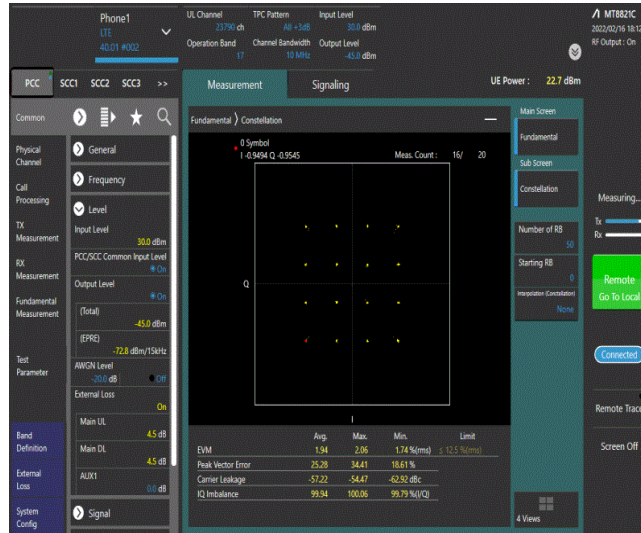 Phone1
LTE
40.01 #002
UL Channel
23790 ch
TPC Pattern
All +3dB
Input Level
30.0 dBm
Operation Band
17
Channel Bandwidth
10 MHz
Output Level
-45.0 dBm
MT8821C
2022/02/16 18:12
RF Output : On
PCC SCC1 SCC2 SCC3 >>
Measurement
Signaling
UE Power : 22.7 dBm
Common
Physical
Channel
Call
Processing
TX
Measurement
RX
Measurement
Fundamental
Measurement
Test
Parameter
Band
Definition
External
Loss
System
Config
General
Frequency
Level
Input Level
30.0 dBm
PCC/SCC Common Input Level
On
Output Level
On
(Total)
-45.0 dBm
(EPRE)
-72.8 dBm/15kHz
AWGN Level
-20.0 dB Off
External Loss
On
Main UL
4.5 dB
Main DL
4.5 dB
AUX1
0.0 dB
Signal
Fundamental 〉 Constellation
0 Symbol
I -0.9494 Q -0.9545
Meas. Count : 16/ 20
Q
I
Avg. Max. Min. Limit
EVM 1.94 2.06 1.74 %(rms) ≤ 12.5 %(rms)
Peak Vector Error 25.28 34.41 18.61 %
Carrier Leakage -57.22 -54.47 -62.92 dBc
IQ Imbalance 99.94 100.06 99.79 %(I/Q)
Main Screen
Fundamental
Sub Screen
Constellation
Number of RB
50
Starting RB
0
Interpolation (Constellation)
None
4 Views
Measuring...
Tx
Rx
Remote
Go To Local
Connected
Remote Trace
Screen Off